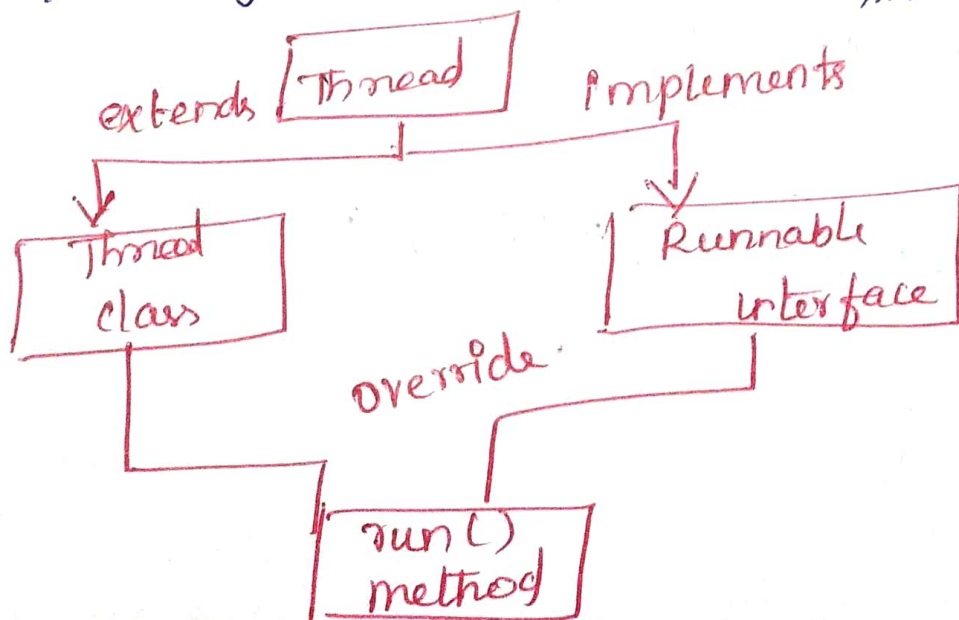 Thread
extends
implements
Thread
class
Runnable
interface
override.
run()
method